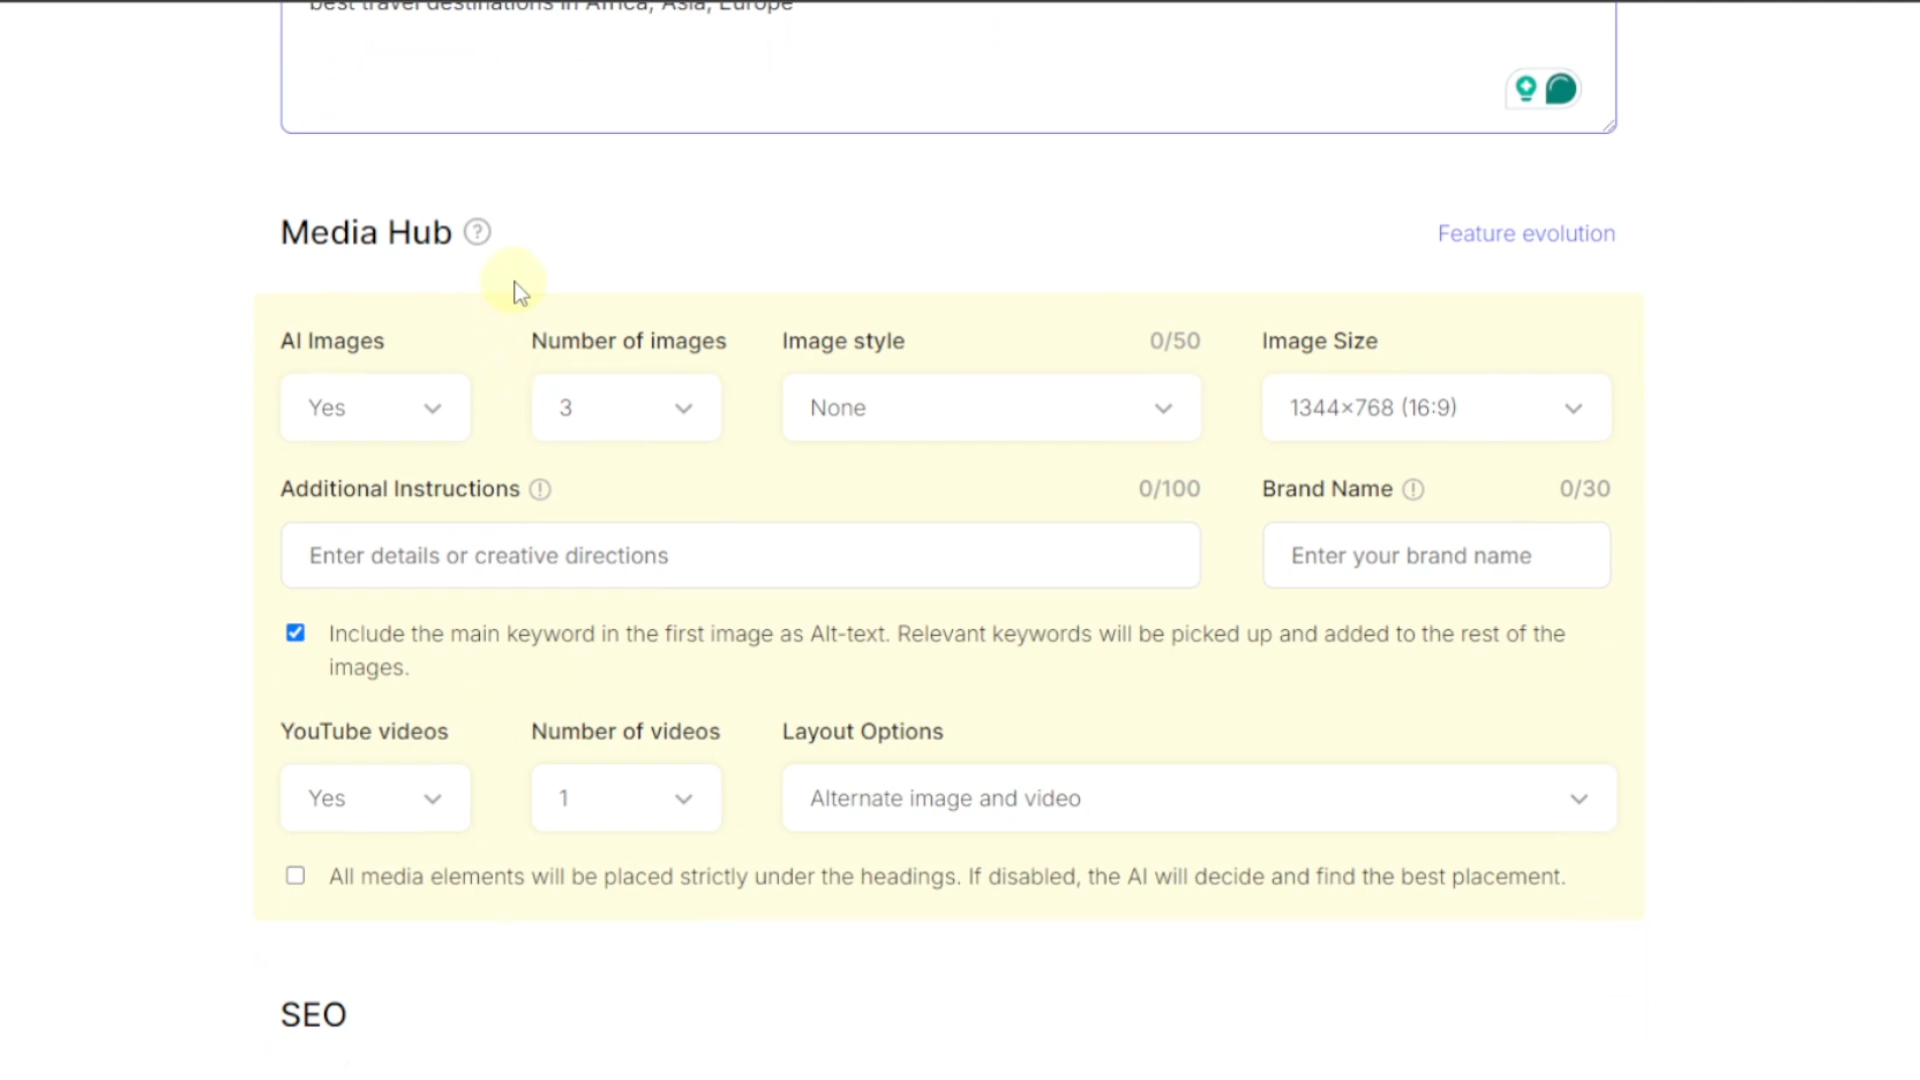 best travel destinations in Africa, Asia, Europe
Media Hub ?
Feature evolution
AI Images
Number of images
Image style
0/50
Image Size
Yes
3
None
1344×768 (16:9)
Additional Instructions
0/100
Brand Name
0/30
Enter details or creative directions
Enter your brand name
Include the main keyword in the first image as Alt-text. Relevant keywords will be picked up and added to the rest of the
images.
YouTube videos
Number of videos
Layout Options
Yes
1
Alternate image and video
All media elements will be placed strictly under the headings. If disabled, the AI will decide and find the best placement.
SEO